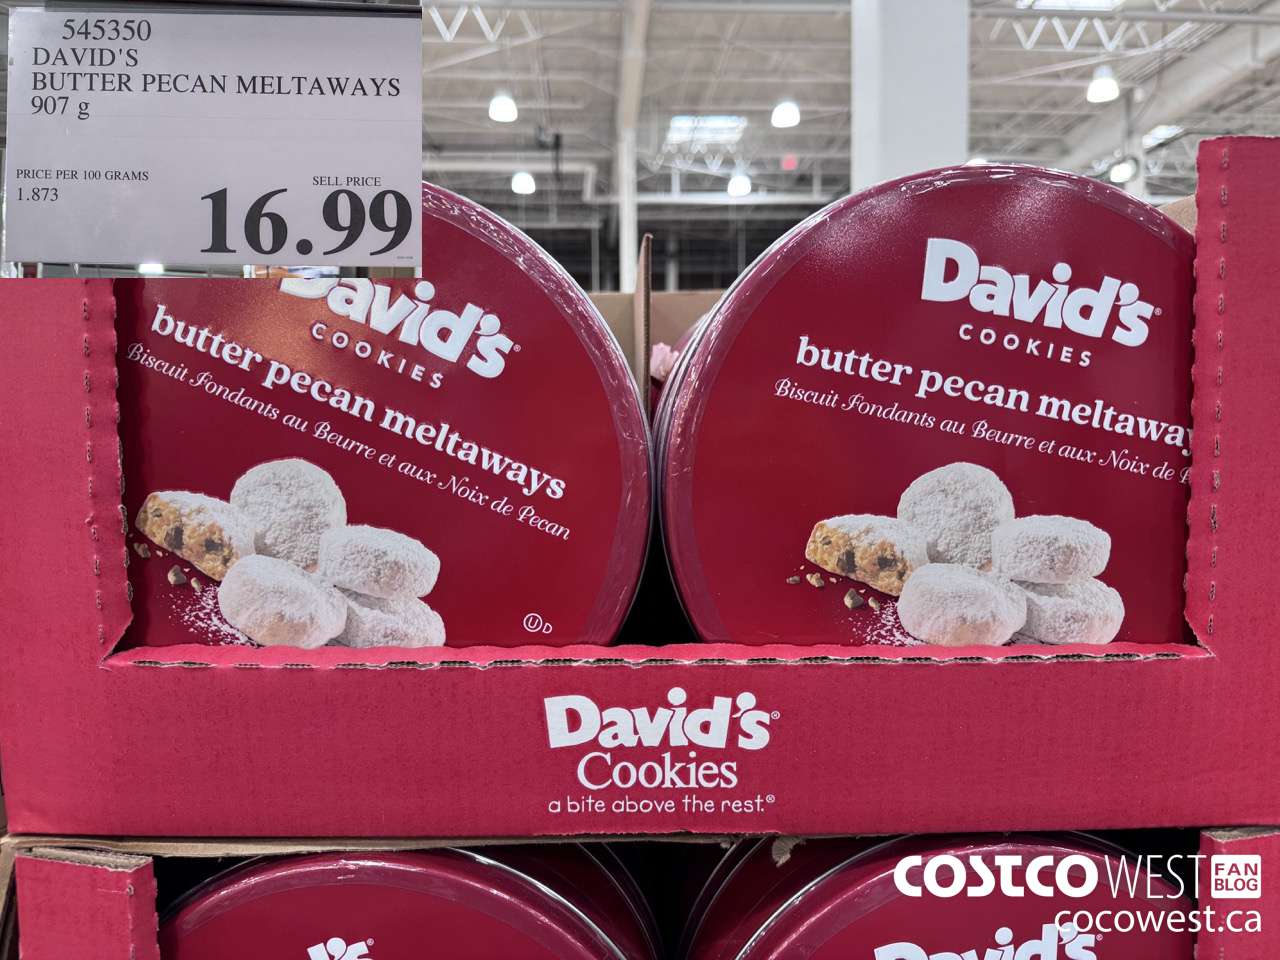 545350
DAVID'S
BUTTER PECAN MELTAWAYS
907 g
PRICE PER 100 GRAMS
1.873
SELL PRICE
16.99
David's®
COOKIES
butter pecan meltaways
Biscuit Fondants au Beurre et aux Noix de Pecan
U D
David's®
COOKIES
butter pecan meltaway
Biscuit Fondants au Beurre et aux Noix de P
David's®
Cookies
a bite above the rest.®
COSTCO WEST FAN BLOG
cocowest.ca
David's